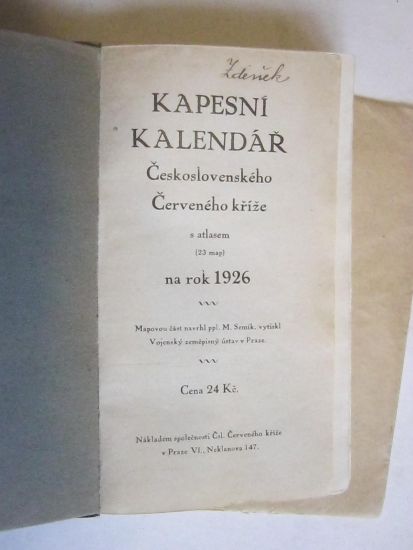 Zdeněk
KAPESNÍ
KALENDÁŘ
Československého
Červeného kříže
s atlasem
(23 map)
na rok 1926
Mapovou část navrhl ppl. M. Semík, vytiskl
Vojenský zeměpisný ústav v Praze.
Cena 24 Kč.
Nákladem společnosti Čsl. Červeného kříže
v Praze VI., Neklanova 147.